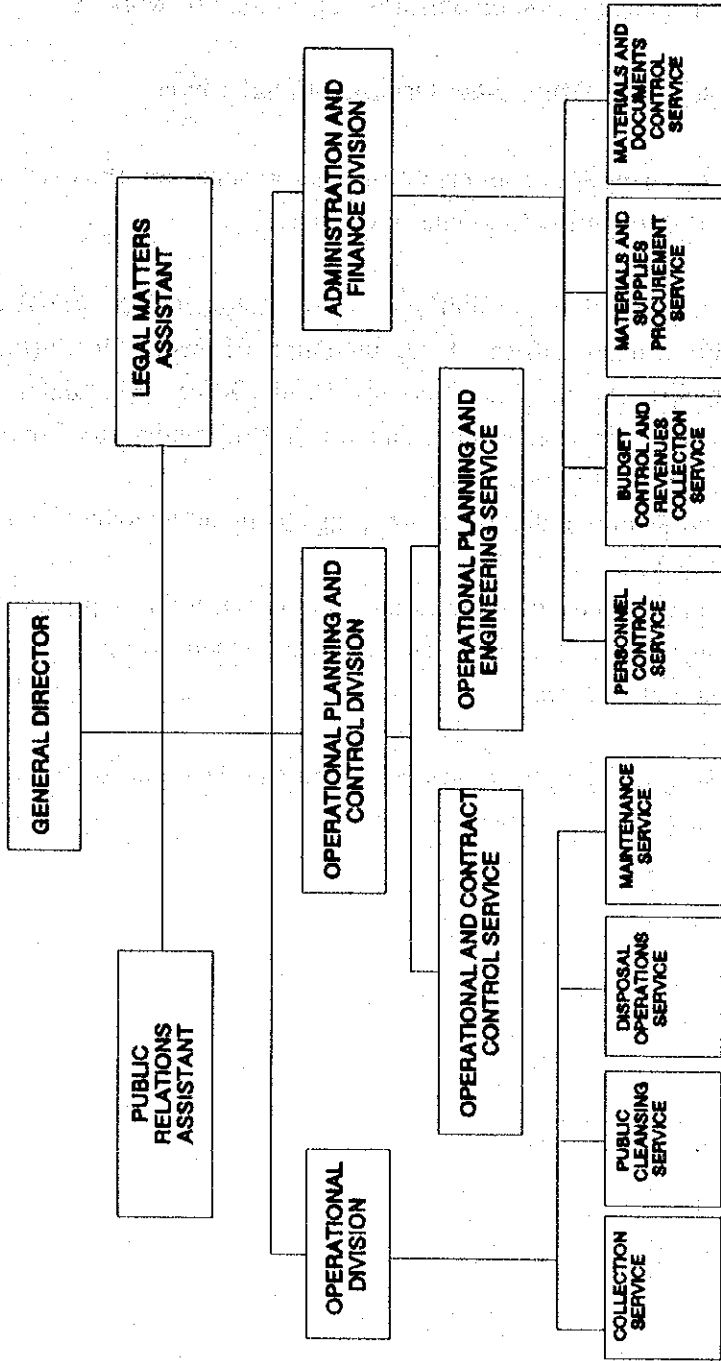 GENERAL DIRECTOR
PUBLIC
RELATIONS
ASSISTANT
LEGAL MATTERS
ASSISTANT
OPERATIONAL
DIVISION
OPERATIONAL PLANNING AND
CONTROL DIVISION
ADMINISTRATION AND
FINANCE DIVISION
OPERATIONAL AND CONTRACT
CONTROL SERVICE
OPERATIONAL PLANNING AND
ENGINEERING SERVICE
COLLECTION
SERVICE
PUBLIC
CLEANSING
SERVICE
DISPOSAL
OPERATIONS
SERVICE
MAINTENANCE
SERVICE
PERSONNEL
CONTROL
SERVICE
BUDGET
CONTROL AND
REVENUES
COLLECTION
SERVICE
MATERIALS AND
SUPPLIES
PROCUREMENT
SERVICE
MATERIALS AND
DOCUMENTS
CONTROL
SERVICE